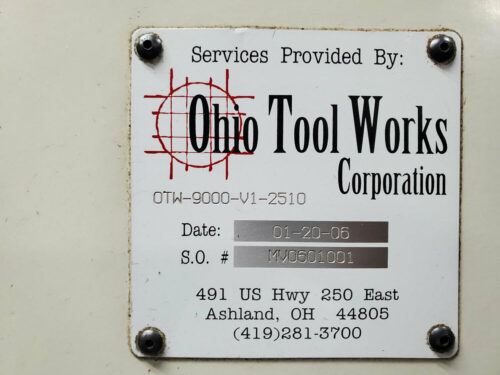 Services Provided By:
Ohio Tool Works
Corporation
OTW-9000-V1-2510
Date: 01-20-06
S.O. # MV0601001
491 US Hwy 250 East
Ashland, OH 44805
(419)281-3700